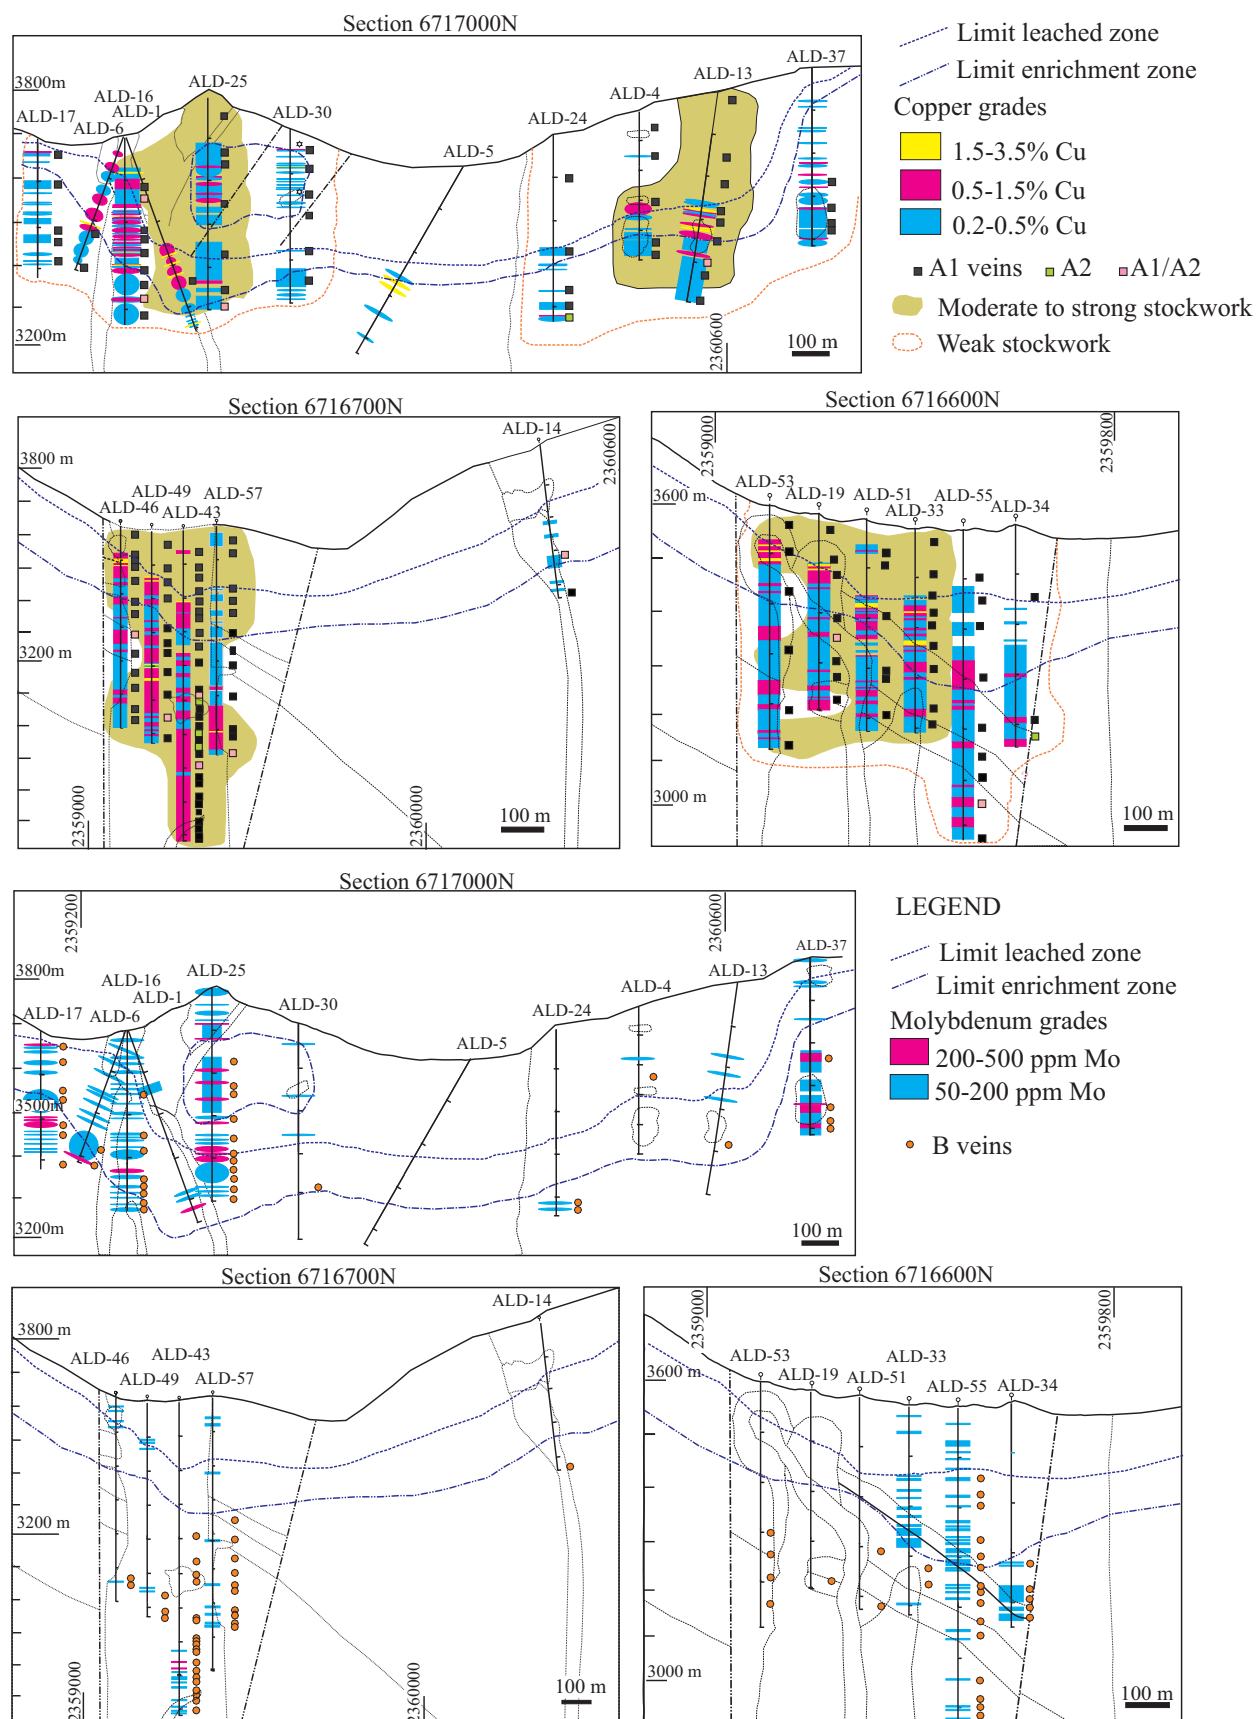 Section 6717000N
3800m
ALD-17
ALD-16
ALD-1
ALD-6
ALD-25
ALD-30
ALD-5
ALD-24
ALD-4
ALD-13
ALD-37
3200m
2360600
100 m
Limit leached zone
Limit enrichment zone
Copper grades
1.5-3.5% Cu
0.5-1.5% Cu
0.2-0.5% Cu
A1 veins A2 A1/A2
Moderate to strong stockwork
Weak stockwork
Section 6716700N
3800 m
ALD-49 ALD-57
ALD-46
ALD-43
ALD-14
2360600
3200 m
2359000
2360000
100 m
Section 6716600N
2359000
2359800
ALD-53
ALD-19
ALD-51
ALD-33
ALD-55
ALD-34
3600 m
3000 m
100 m
Section 6717000N
2359200
2360600
3800m
ALD-17
ALD-16
ALD-1
ALD-6
ALD-25
ALD-30
ALD-5
ALD-24
ALD-4
ALD-13
ALD-37
3500m
3200m
100 m
LEGEND
Limit leached zone
Limit enrichment zone
Molybdenum grades
200-500 ppm Mo
50-200 ppm Mo
B veins
Section 6716700N
3800 m
ALD-46
ALD-43
ALD-49
ALD-57
ALD-14
3200 m
2359000
2360000
100 m
Section 6716600N
2359000
2359800
3600 m
ALD-53
ALD-19
ALD-51
ALD-33
ALD-55
ALD-34
3000 m
100 m